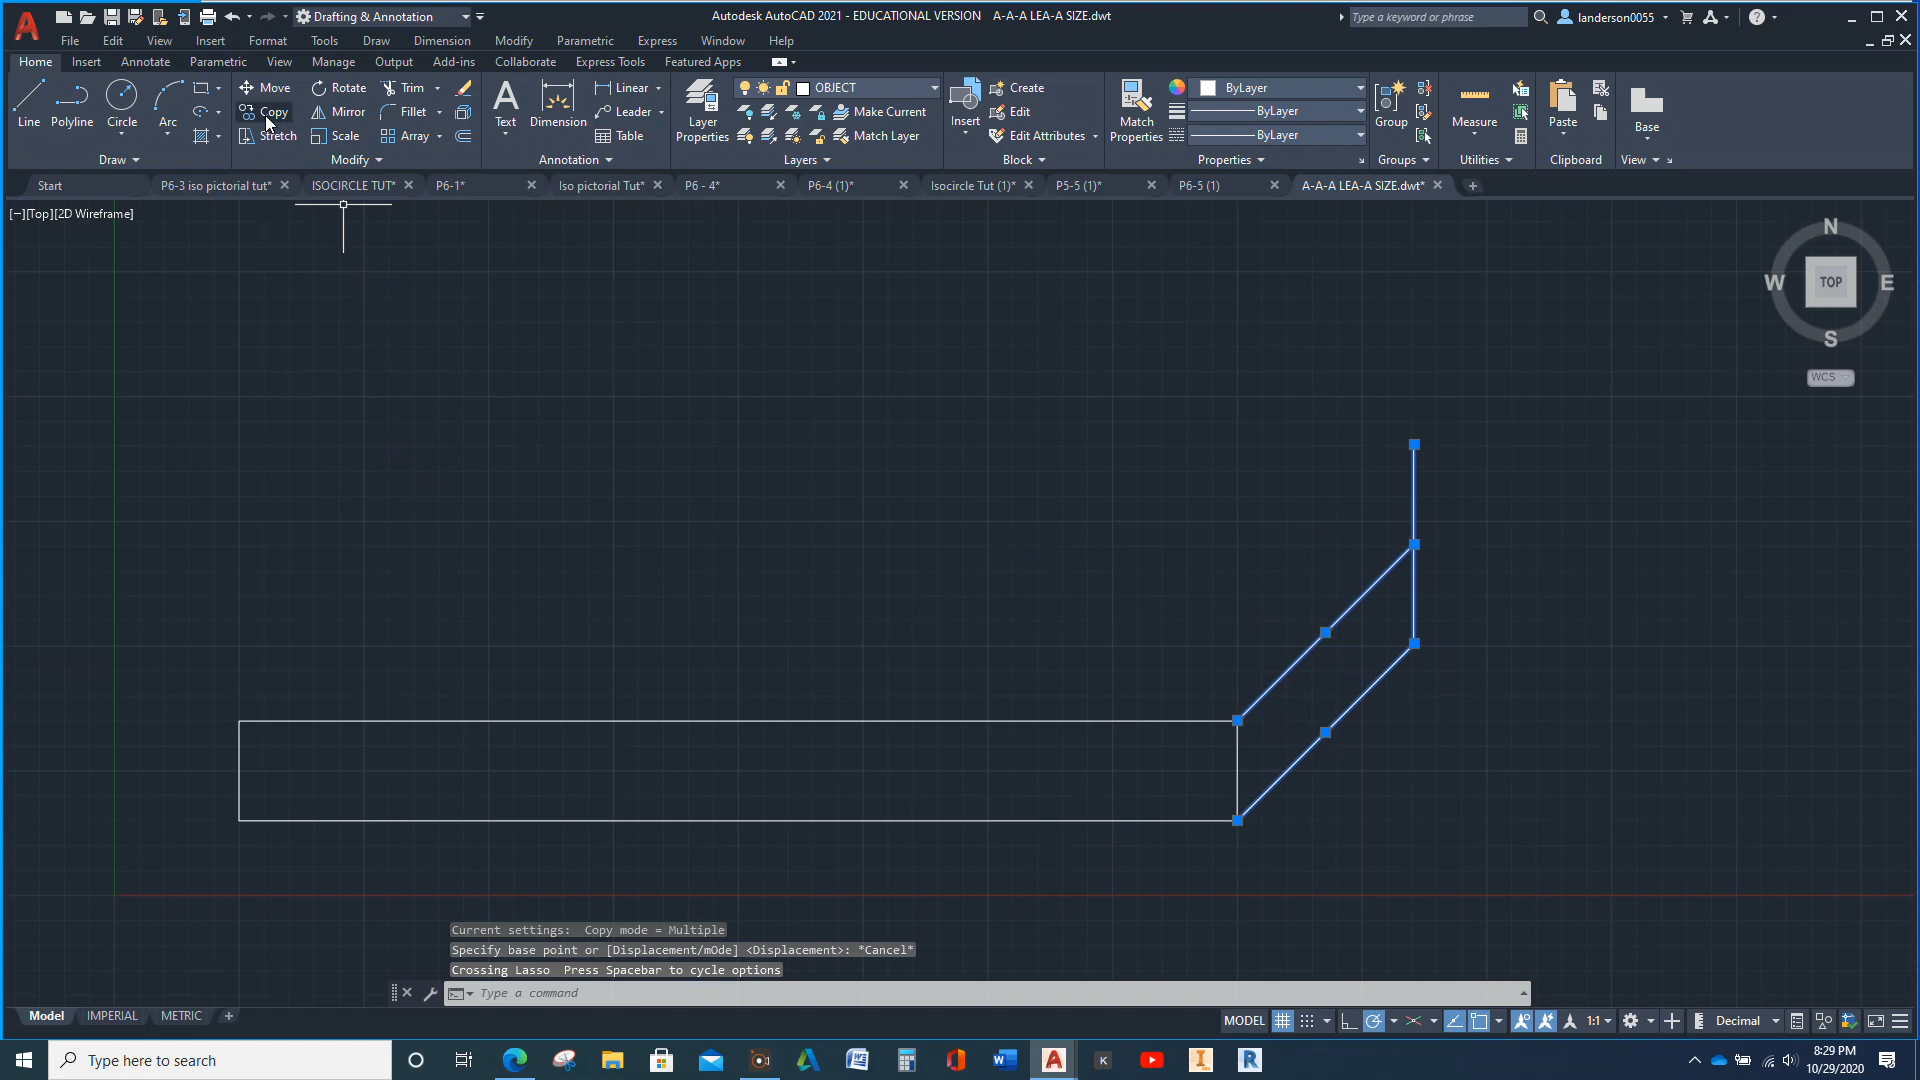 Drafting & Annotation
Autodesk AutoCAD 2021 - EDUCATIONAL VERSION A-A-A LEA-A SIZE.dwt
Type a keyword or phrase
landerson0055
File Edit View Insert Format Tools Draw Dimension Modify Parametric Express Window Help
Home Insert Annotate Parametric View Manage Output Add-ins Collaborate Express Tools Featured Apps
Move Rotate Trim Linear OBJECT Create ByLayer
Line Polyline Circle Arc Copy Mirror Fillet Text Dimension Leader Layer Properties Make Current Insert Edit Match Properties ByLayer Group Measure Paste Base
Stretch Scale Array Table Match Layer Edit Attributes ByLayer
Draw Modify Annotation Layers Block Properties Groups Utilities Clipboard View
Start P6-3 iso pictorial tut* ISOCIRCLE TUT* P6-1* Iso pictorial Tut* P6 - 4* P6-4 (1)* Isocircle Tut (1)* P5-5 (1)* P6-5 (1) A-A-A LEA-A SIZE.dwt*
[−][Top][2D Wireframe]
N
W TOP E
S
WCS
Current settings: Copy mode = Multiple
Specify base point or [Displacement/mOde] <Displacement>: *Cancel*
Crossing Lasso Press Spacebar to cycle options
Type a command
Model IMPERIAL METRIC
MODEL 1:1 Decimal
Type here to search
8:29 PM
10/29/2020